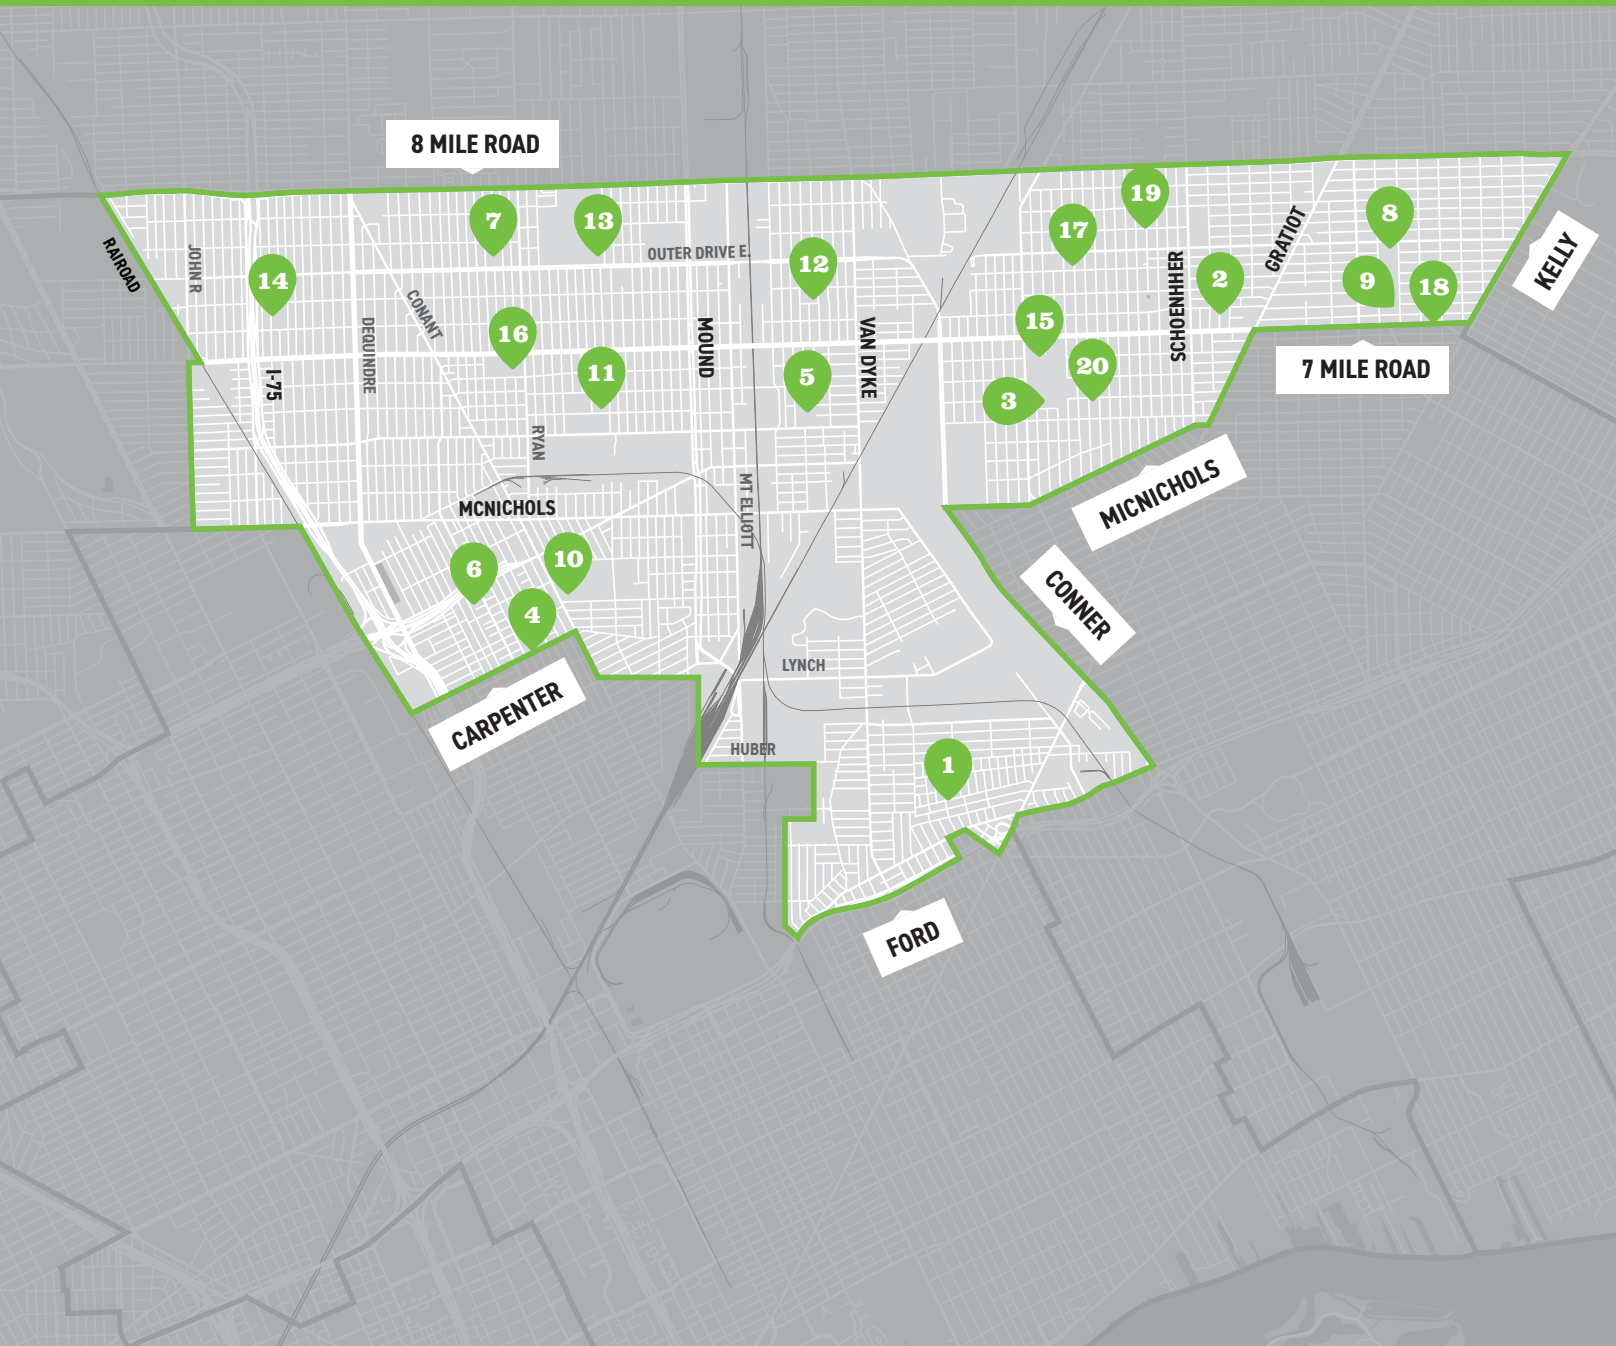 8 MILE ROAD
19
7
13
8
17
OUTER DRIVE E.
GRATIOT
KELLY
RAIROAD
JOHN R
14
12
2
9
18
CONANT
SCHOENHHER
15
16
DEQUINDRE
MOUND
VAN DYKE
I-75
11
5
20
7 MILE ROAD
3
RYAN
MICNICHOLS
MCNICHOLS
MT ELLIOTT
6
10
4
CONNER
LYNCH
CARPENTER
HUBER
1
FORD